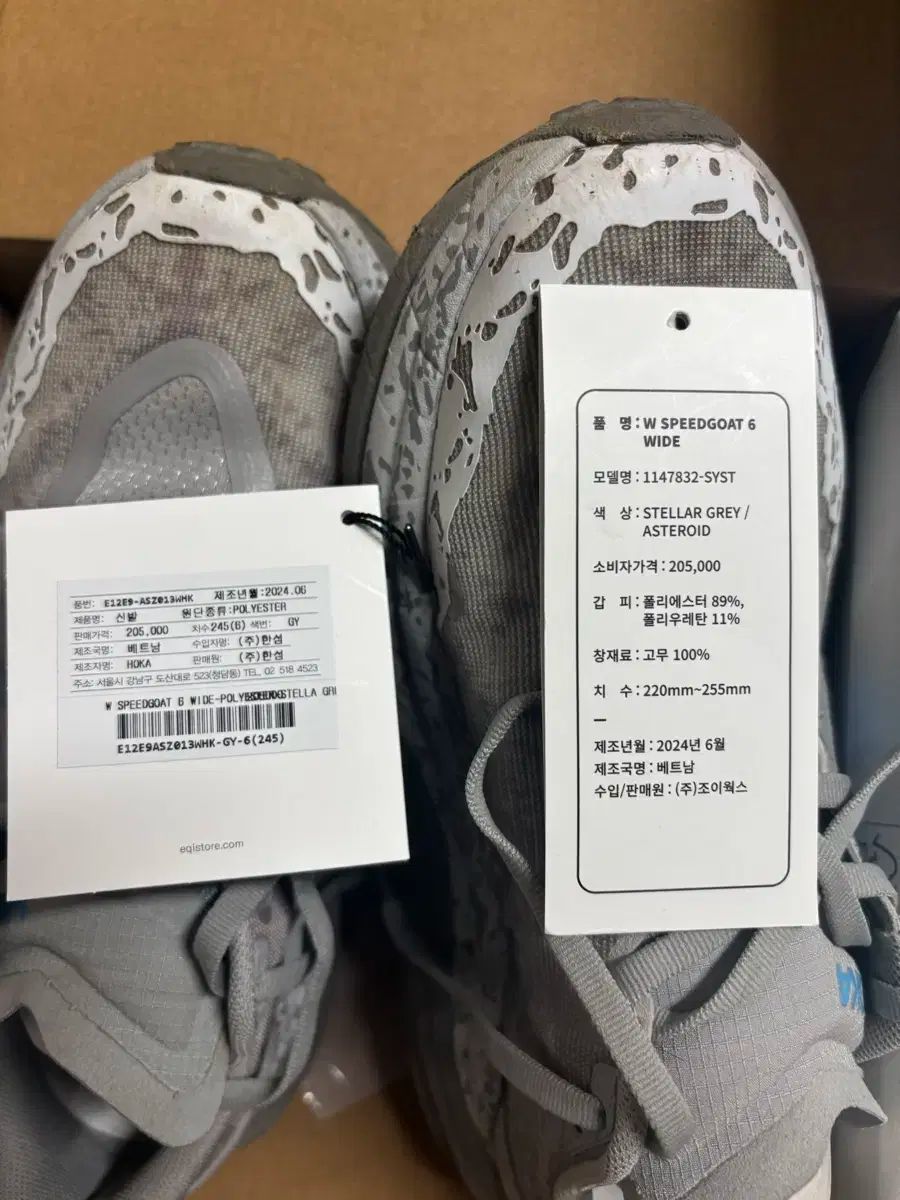 품번: E12E9-ASZ013WHK 제조년월:2024.06
제품명: 신발 원단종류:POLYESTER
판매가격: 205,000 치수245(6) 색번: GY
제조국명: 베트남 수입자명: (주)한섬
제조자명: HOKA 판매원: (주)한섬
주소: 서울시 강남구 도산대로 523(청담동) TEL. 02 518 4523
W SPEEDGOAT 6 WIDE-POLY
STELLA GR
E12E9ASZ013WHK-GY-6(245)
eqlstore.com
품 명 : W SPEEDGOAT 6
WIDE
모델명 : 1147832-SYST
색 상 : STELLAR GREY /
ASTEROID
소비자가격 : 205,000
갑 피 : 폴리에스터 89%,
폴리우레탄 11%
창재료 : 고무 100%
치 수 : 220mm~255mm
—
제조년월 : 2024년 6월
제조국명 : 베트남
수입/판매원 : (주)조이웍스